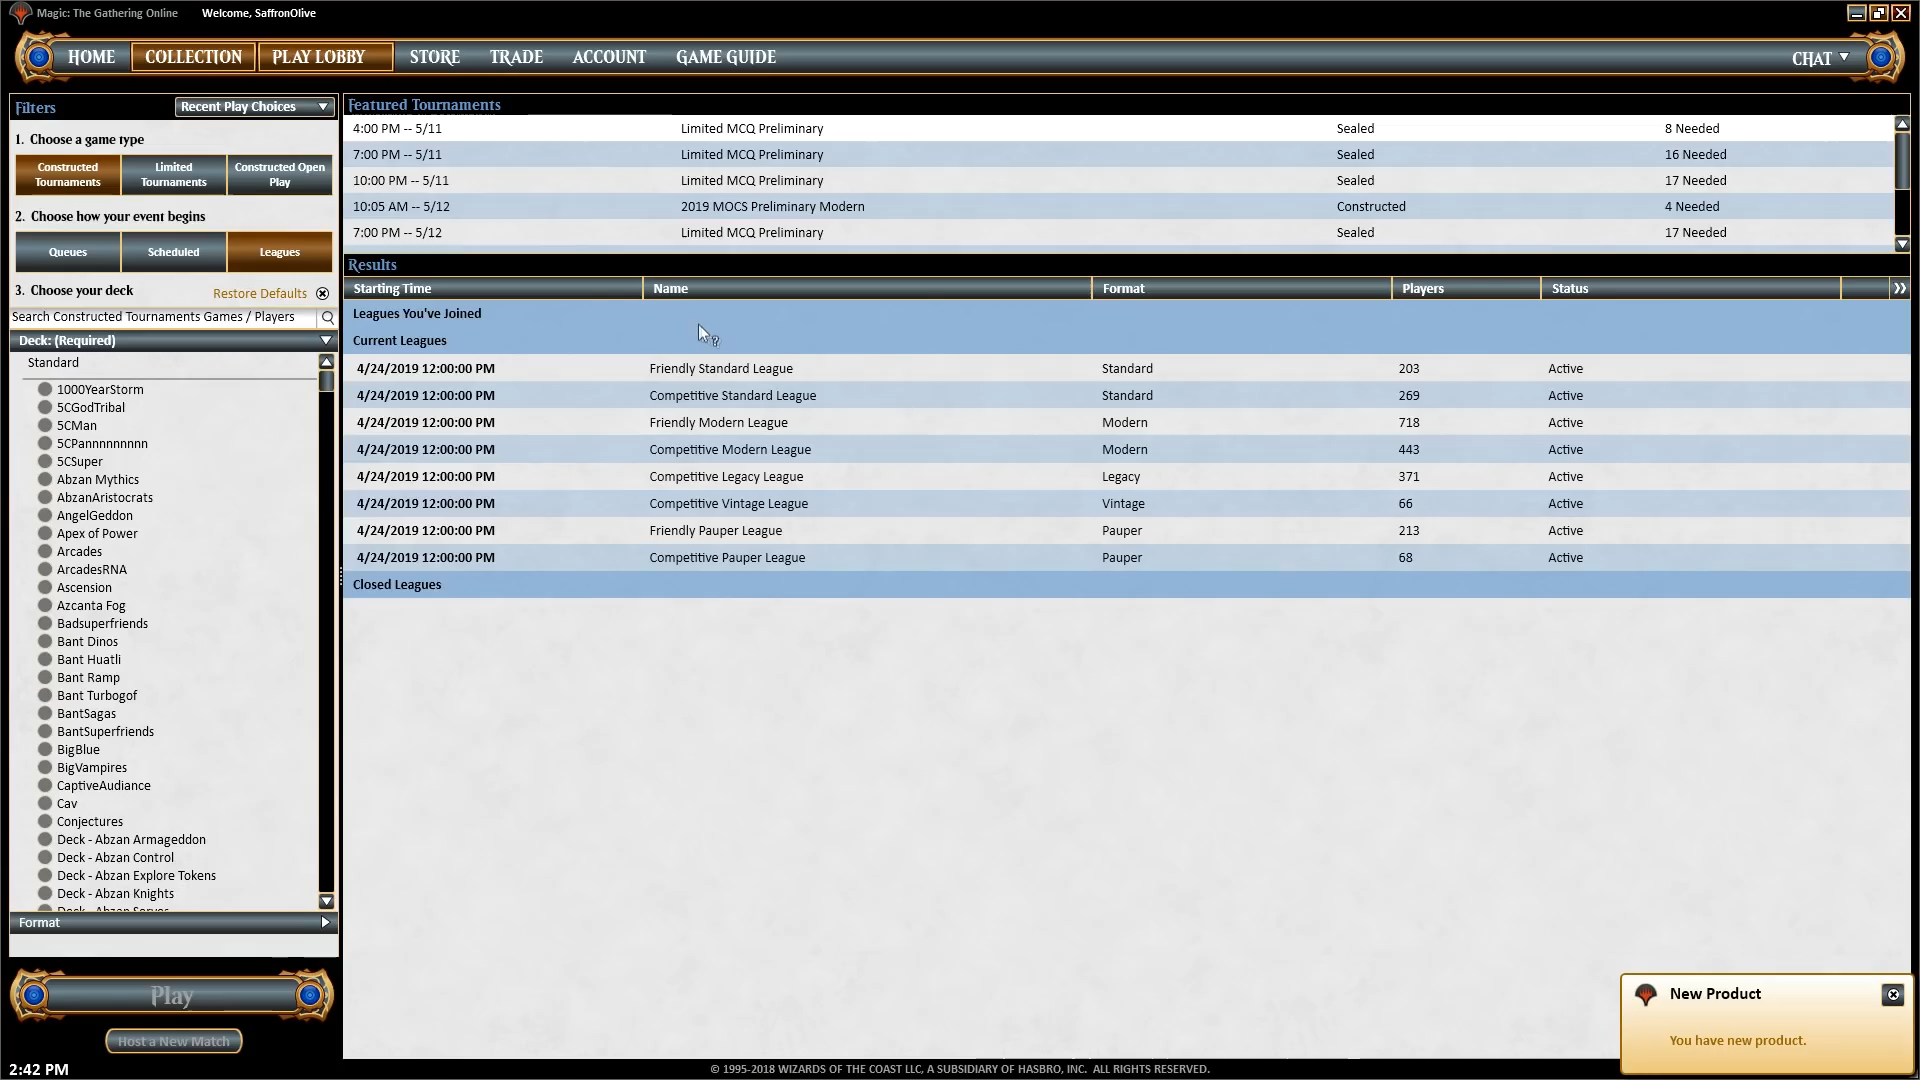 Magic: The Gathering Online Welcome, SaffronOlive
HOME COLLECTION PLAY LOBBY STORE TRADE ACCOUNT GAME GUIDE CHAT
Filters Recent Play Choices
1. Choose a game type
Constructed Tournaments Limited Tournaments Constructed Open Play
2. Choose how your event begins
Queues Scheduled Leagues
3. Choose your deck
Restore Defaults
Search Constructed Tournaments Games / Players
Deck: (Required)
Standard
1000YearStorm
5CGodTribal
5CMan
5CPannnnnnnnn
5CSuper
Abzan Mythics
AbzanAristocrats
AngelGeddon
Apex of Power
Arcades
ArcadesRNA
Ascension
Azcanta Fog
Badsuperfriends
Bant Dinos
Bant Huatli
Bant Ramp
Bant Turbogof
BantSagas
BantSuperfriends
BigBlue
BigVampires
CaptiveAudiance
Cav
Conjectures
Deck - Abzan Armageddon
Deck - Abzan Control
Deck - Abzan Explore Tokens
Deck - Abzan Knights
Format
Play
Host a New Match
2:42 PM
Featured Tournaments
4:00 PM -- 5/11 Limited MCQ Preliminary Sealed 8 Needed
7:00 PM -- 5/11 Limited MCQ Preliminary Sealed 16 Needed
10:00 PM -- 5/11 Limited MCQ Preliminary Sealed 17 Needed
10:05 AM -- 5/12 2019 MOCS Preliminary Modern Constructed 4 Needed
7:00 PM -- 5/12 Limited MCQ Preliminary Sealed 17 Needed
Results
Starting Time Name Format Players Status
Leagues You've Joined
Current Leagues
4/24/2019 12:00:00 PM Friendly Standard League Standard 203 Active
4/24/2019 12:00:00 PM Competitive Standard League Standard 269 Active
4/24/2019 12:00:00 PM Friendly Modern League Modern 718 Active
4/24/2019 12:00:00 PM Competitive Modern League Modern 443 Active
4/24/2019 12:00:00 PM Competitive Legacy League Legacy 371 Active
4/24/2019 12:00:00 PM Competitive Vintage League Vintage 66 Active
4/24/2019 12:00:00 PM Friendly Pauper League Pauper 213 Active
4/24/2019 12:00:00 PM Competitive Pauper League Pauper 68 Active
Closed Leagues
New Product
You have new product.
© 1995-2018 WIZARDS OF THE COAST LLC, A SUBSIDIARY OF HASBRO, INC. ALL RIGHTS RESERVED.